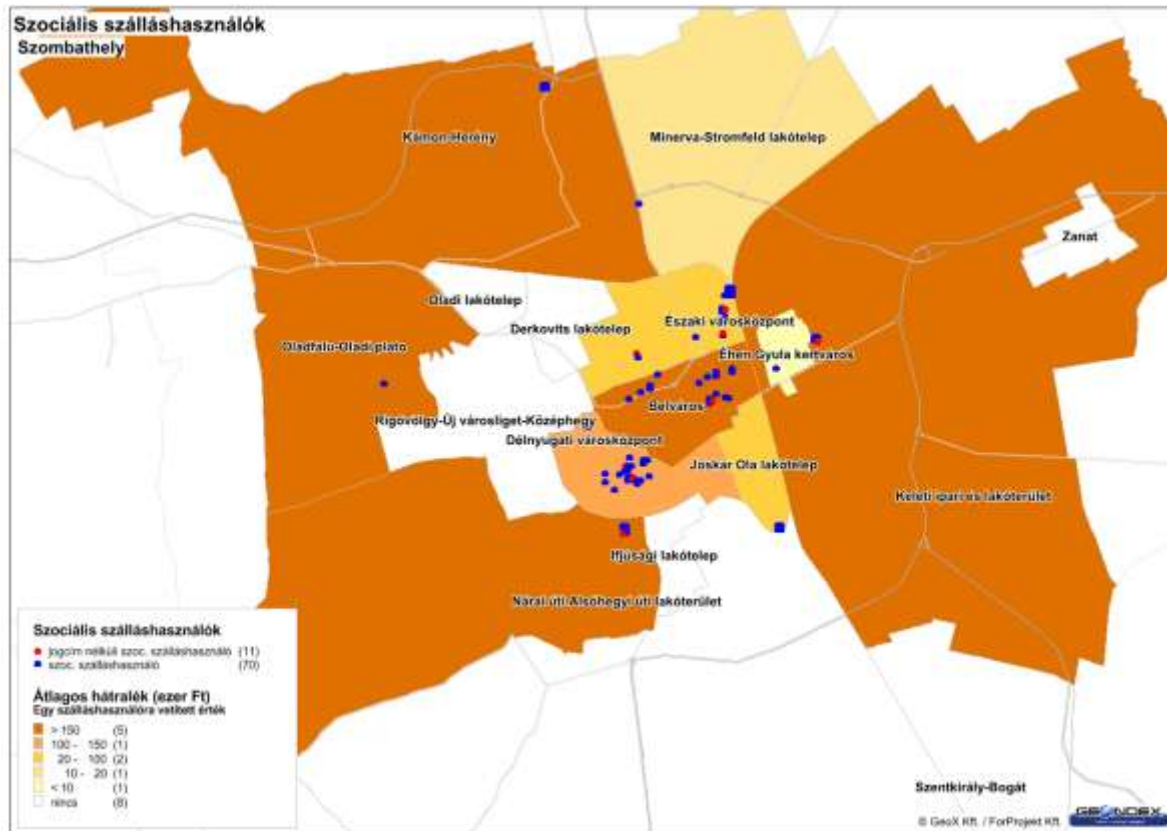 Szociális szálláshasználók
Szombathely
Kámon-Herény
Minerva-Stromfeld lakótelep
Zanat
Oladi lakótelep
Derkovits lakótelep
Északi városközpont
Oladfalu-Oladi plató
Éhen Gyula kertváros
Rigóvölgy-Új városliget-Középhegy
Belváros
Délnyugati városközpont
Joskar Ola lakótelep
Keleti ipari és lakóterület
Ifjúsági lakótelep
Nárai úti-Alsóhegyi úti lakóterület
Szociális szálláshasználók
jogcím nélküli szoc. szálláshasználó (11)
szoc. szálláshasználó (70)
Átlagos hátralék (ezer Ft)
Egy szálláshasználóra vetített érték
> 150 (5)
100 - 150 (1)
20 - 100 (2)
10 - 20 (1)
< 10 (1)
nincs (8)
Szentkirály-Bogát
© GeoX Kft. / ForProjekt Kft.
GEOINDEX